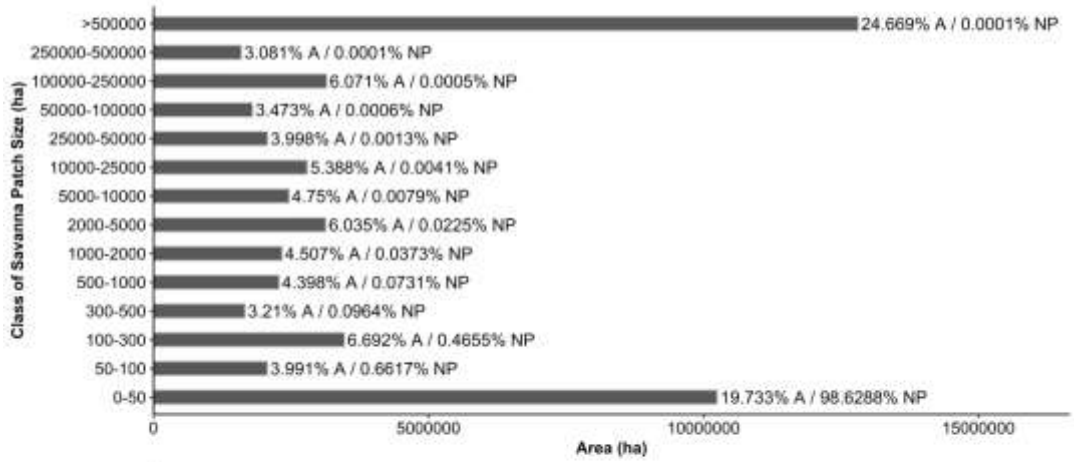 Class of Savanna Patch Size (ha)
>500000 24.669% A / 0.0001% NP
250000-500000 3.081% A / 0.0001% NP
100000-250000 6.071% A / 0.0005% NP
50000-100000 3.473% A / 0.0006% NP
25000-50000 3.998% A / 0.0013% NP
10000-25000 5.388% A / 0.0041% NP
5000-10000 4.75% A / 0.0079% NP
2000-5000 6.035% A / 0.0225% NP
1000-2000 4.507% A / 0.0373% NP
500-1000 4.398% A / 0.0731% NP
300-500 3.21% A / 0.0964% NP
100-300 6.692% A / 0.4655% NP
50-100 3.991% A / 0.6617% NP
0-50 19.733% A / 98.6288% NP
0 5000000 10000000 15000000
Area (ha)